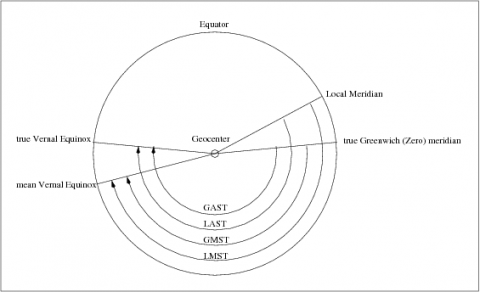 Equator
Local Meridian
true Vernal Equinox
Geocenter
true Greenwich (Zero) meridian
mean Vernal Equinox
GAST
LAST
GMST
LMST